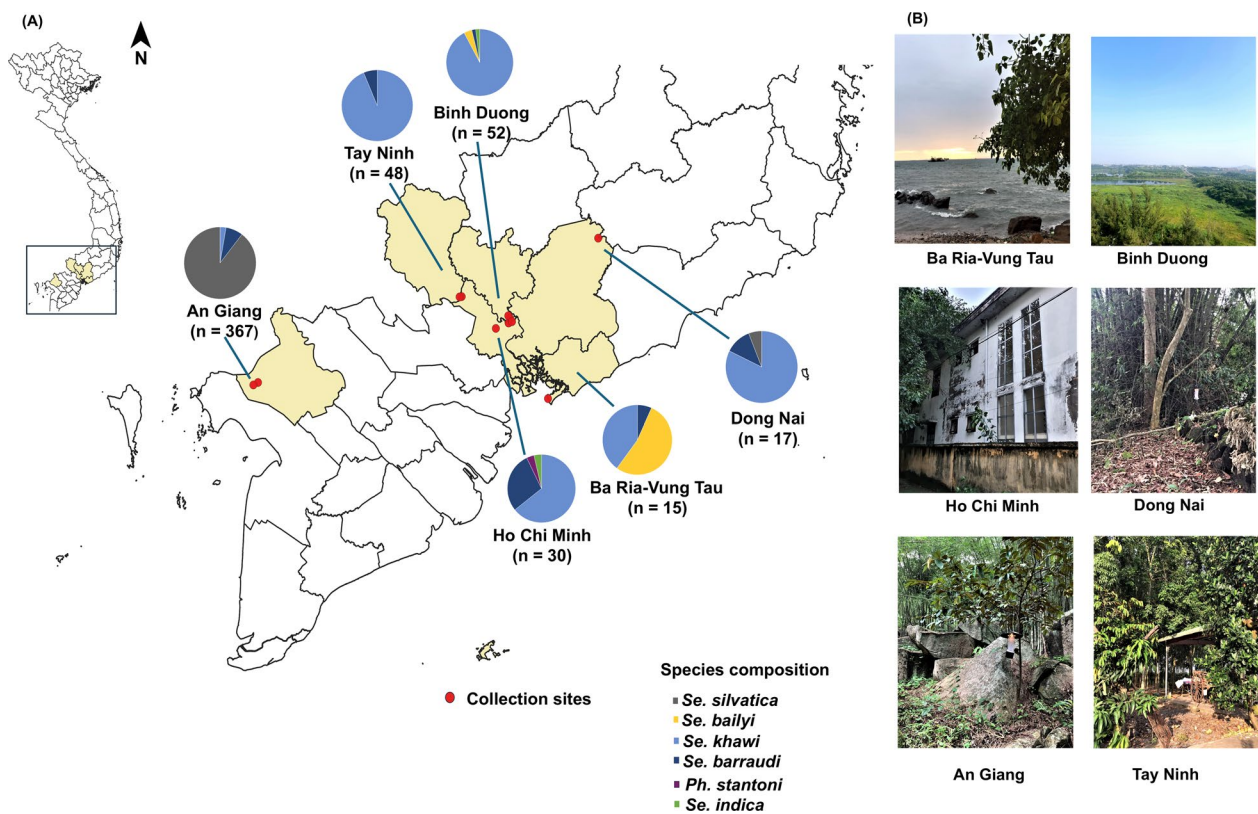 (A)
N
Binh Duong
(n = 52)
Tay Ninh
(n = 48)
An Giang
(n = 367)
Dong Nai
(n = 17)
Ba Ria-Vung Tau
(n = 15)
Ho Chi Minh
(n = 30)
Collection sites
Species composition
Se. silvatica
Se. bailyi
Se. khawi
Se. barraudi
Ph. stantoni
Se. indica
(B)
Ba Ria-Vung Tau
Binh Duong
Ho Chi Minh
Dong Nai
An Giang
Tay Ninh